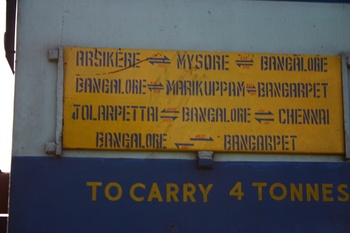 ARSIKERE ⇌ MYSORE ⇌ BANGALORE
BANGALORE ⇌ MARIKUPPAM ⇌ BANGARPET
JOLARPETTAI ⇌ BANGALORE ⇌ CHENNAI
BANGALORE ⇌ BANGARPET
TO CARRY 4 TONNES